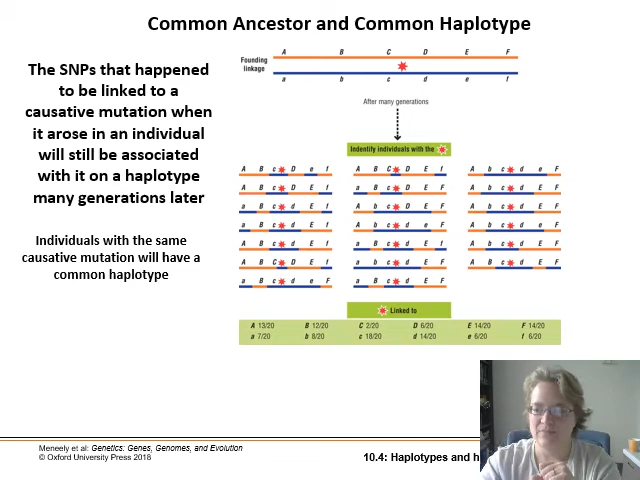 Common Ancestor and Common Haplotype
The SNPs that happened
to be linked to a
causative mutation when
it arose in an individual
will still be associated
with it on a haplotype
many generations later
Individuals with the same
causative mutation will have a
common haplotype
A B C D E F
Founding
linkage
a b c d e f
After many generations
Indentify individuals with the
A B c D e f
A B C D E f
A b c d e F
A B c D E f
a B c D E F
A b c d E F
a B c d E f
A b c D E F
A b c d E F
a B c d E f
A b c d e F
A b c d e F
A B c d E f
a B c d E f
A b c d E F
A B C D E f
a b c d E F
A B c D E F
a B c d e F
a B c d E F
Linked to
A 13/20 B 12/20 C 2/20 D 6/20 E 14/20 F 14/20
a 7/20 b 8/20 c 18/20 d 14/20 e 6/20 f 6/20
Meneely et al: Genetics: Genes, Genomes, and Evolution
© Oxford University Press 2018
10.4: Haplotypes and h